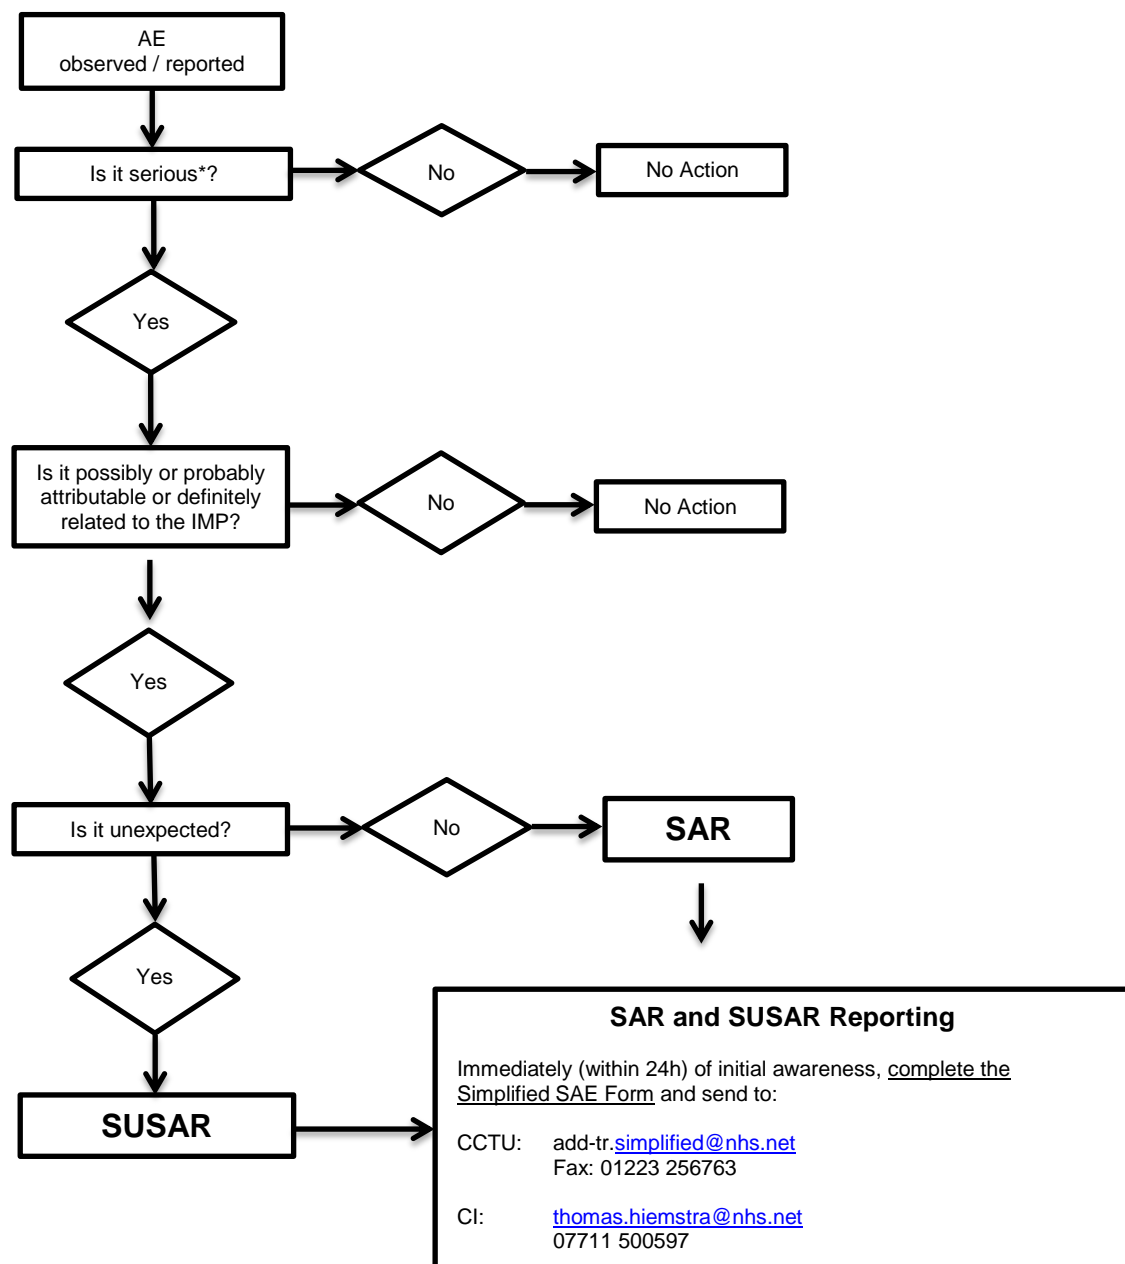 AE
observed / reported
Is it serious*?
No
No Action
Yes
Is it possibly or probably
attributable or definitely
related to the IMP?
No
No Action
Yes
Is it unexpected?
No
SAR
Yes
SUSAR
SAR and SUSAR Reporting
Immediately (within 24h) of initial awareness, complete the
Simplified SAE Form and send to:
CCTU: add-tr.simplified@nhs.net
Fax: 01223 256763
CI: thomas.hiemstra@nhs.net
07711 500597